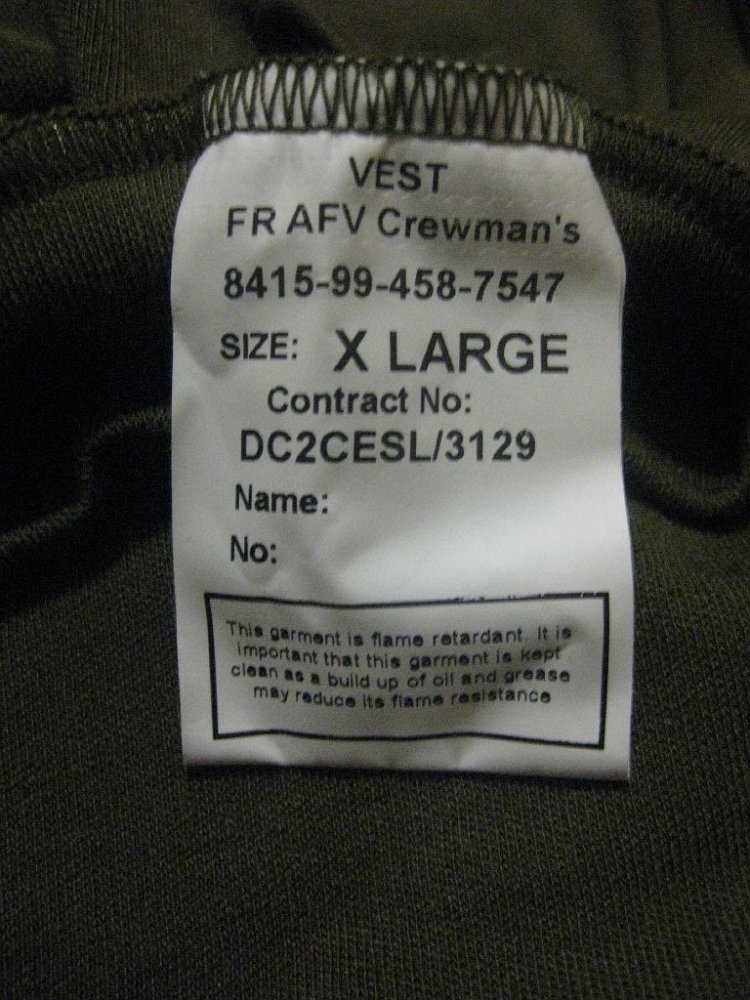 VEST
FR AFV Crewman's
8415-99-458-7547
SIZE: X LARGE
Contract No:
DC2CESL/3129
Name:
No:
This garment is flame retardant. It is
important that this garment is kept
clean as a build up of oil and grease
may reduce its flame resistance